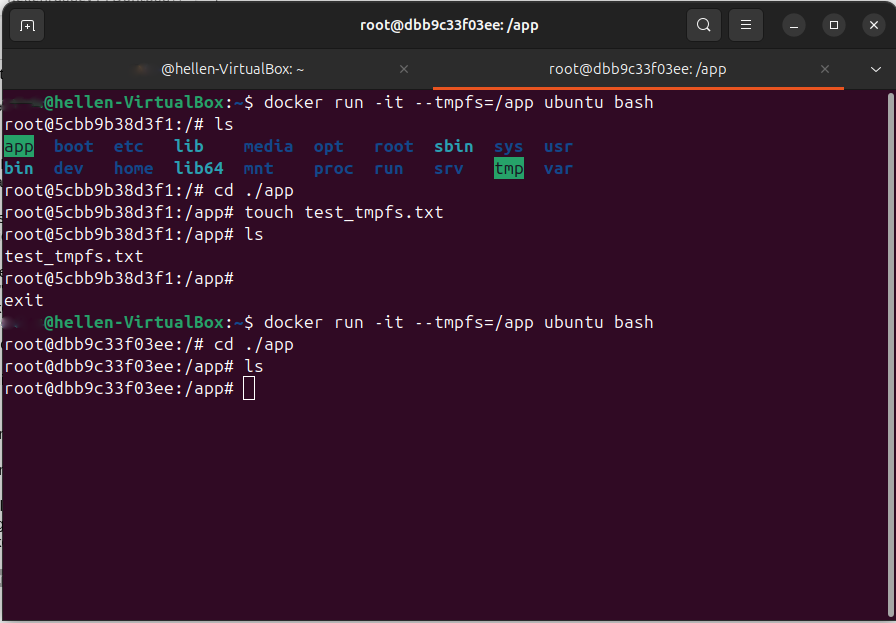 root@dbb9c33f03ee: /app
@hellen-VirtualBox: ~
root@dbb9c33f03ee: /app
@hellen-VirtualBox:~$ docker run -it --tmpfs=/app ubuntu bash
root@5cbb9b38d3f1:/# ls
app boot etc lib media opt root sbin sys usr
bin dev home lib64 mnt proc run srv tmp var
root@5cbb9b38d3f1:/# cd ./app
root@5cbb9b38d3f1:/app# touch test_tmpfs.txt
root@5cbb9b38d3f1:/app# ls
test_tmpfs.txt
root@5cbb9b38d3f1:/app#
exit
@hellen-VirtualBox:~$ docker run -it --tmpfs=/app ubuntu bash
root@dbb9c33f03ee:/# cd ./app
root@dbb9c33f03ee:/app# ls
root@dbb9c33f03ee:/app#